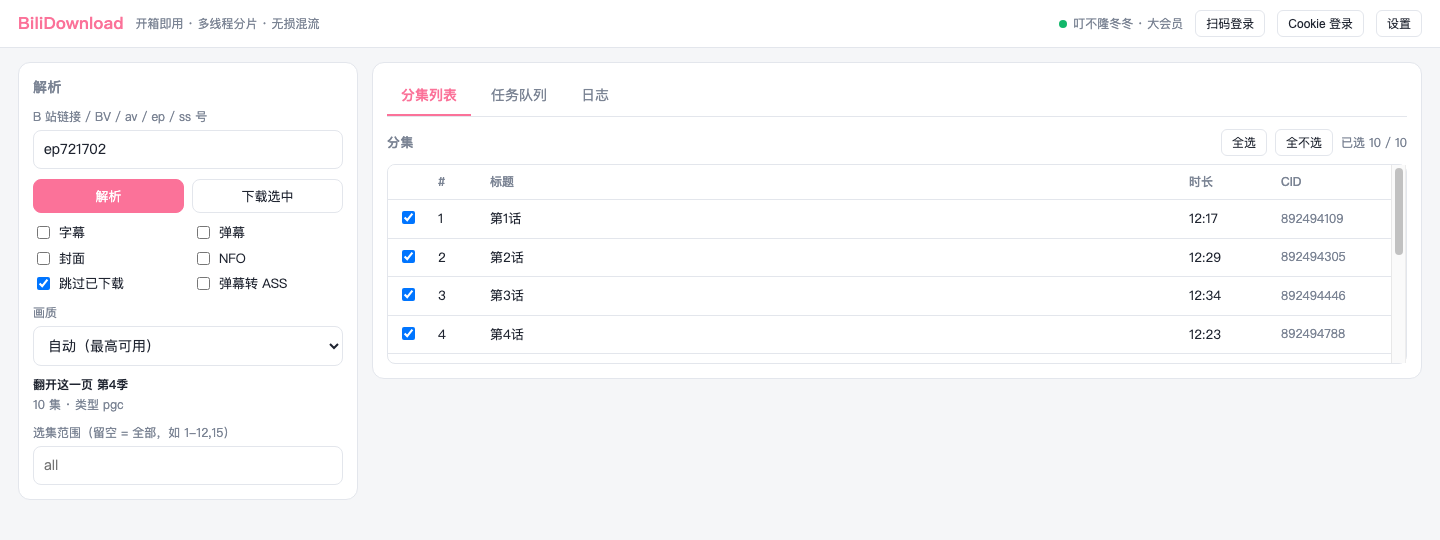 BiliDownload 开箱即用 · 多线程分片 · 无损混流 叮不隆冬冬 · 大会员 扫码登录 Cookie 登录 设置
解析
B 站链接 / BV / av / ep / ss 号
ep721702
解析 下载选中
字幕 弹幕
封面 NFO
跳过已下载 弹幕转 ASS
画质
自动（最高可用）
翻开这一页 第4季
10 集 · 类型 pgc
选集范围（留空 = 全部，如 1–12,15）
all
分集列表 任务队列 日志
分集 全选 全不选 已选 10 / 10
# 标题 时长 CID
1 第1话 12:17 892494109
2 第2话 12:29 892494305
3 第3话 12:34 892494446
4 第4话 12:23 892494788